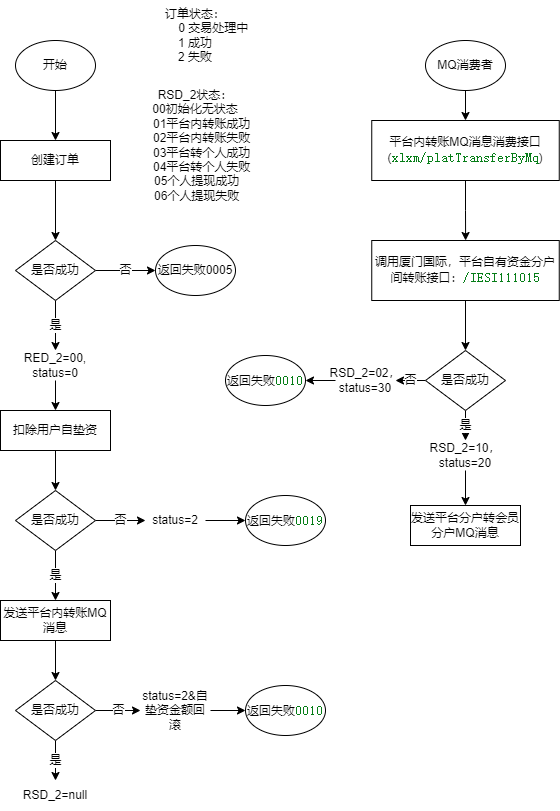 订单状态：
0 交易处理中
1 成功
2 失败
RSD_2状态：
00初始化无状态
01平台内转账成功
02平台内转账失败
03平台转个人成功
04平台转个人失败
05个人提现成功
06个人提现失败
开始
创建订单
是否成功
否
返回失败0005
是
RED_2=00,
status=0
扣除用户自垫资
是否成功
否
status=2
返回失败0019
是
发送平台内转账MQ
消息
是否成功
否
status=2&自
垫资金额回
滚
返回失败0010
是
RSD_2=null
MQ消费者
平台内转账MQ消息消费接口
(xlxm/platTransferByMq)
调用厦门国际，平台自有资金分户
间转账接口：/IESI111015
是否成功
否
RSD_2=02，
status=30
返回失败0010
是
RSD_2=10，
status=20
发送平台分户转会员
分户MQ消息